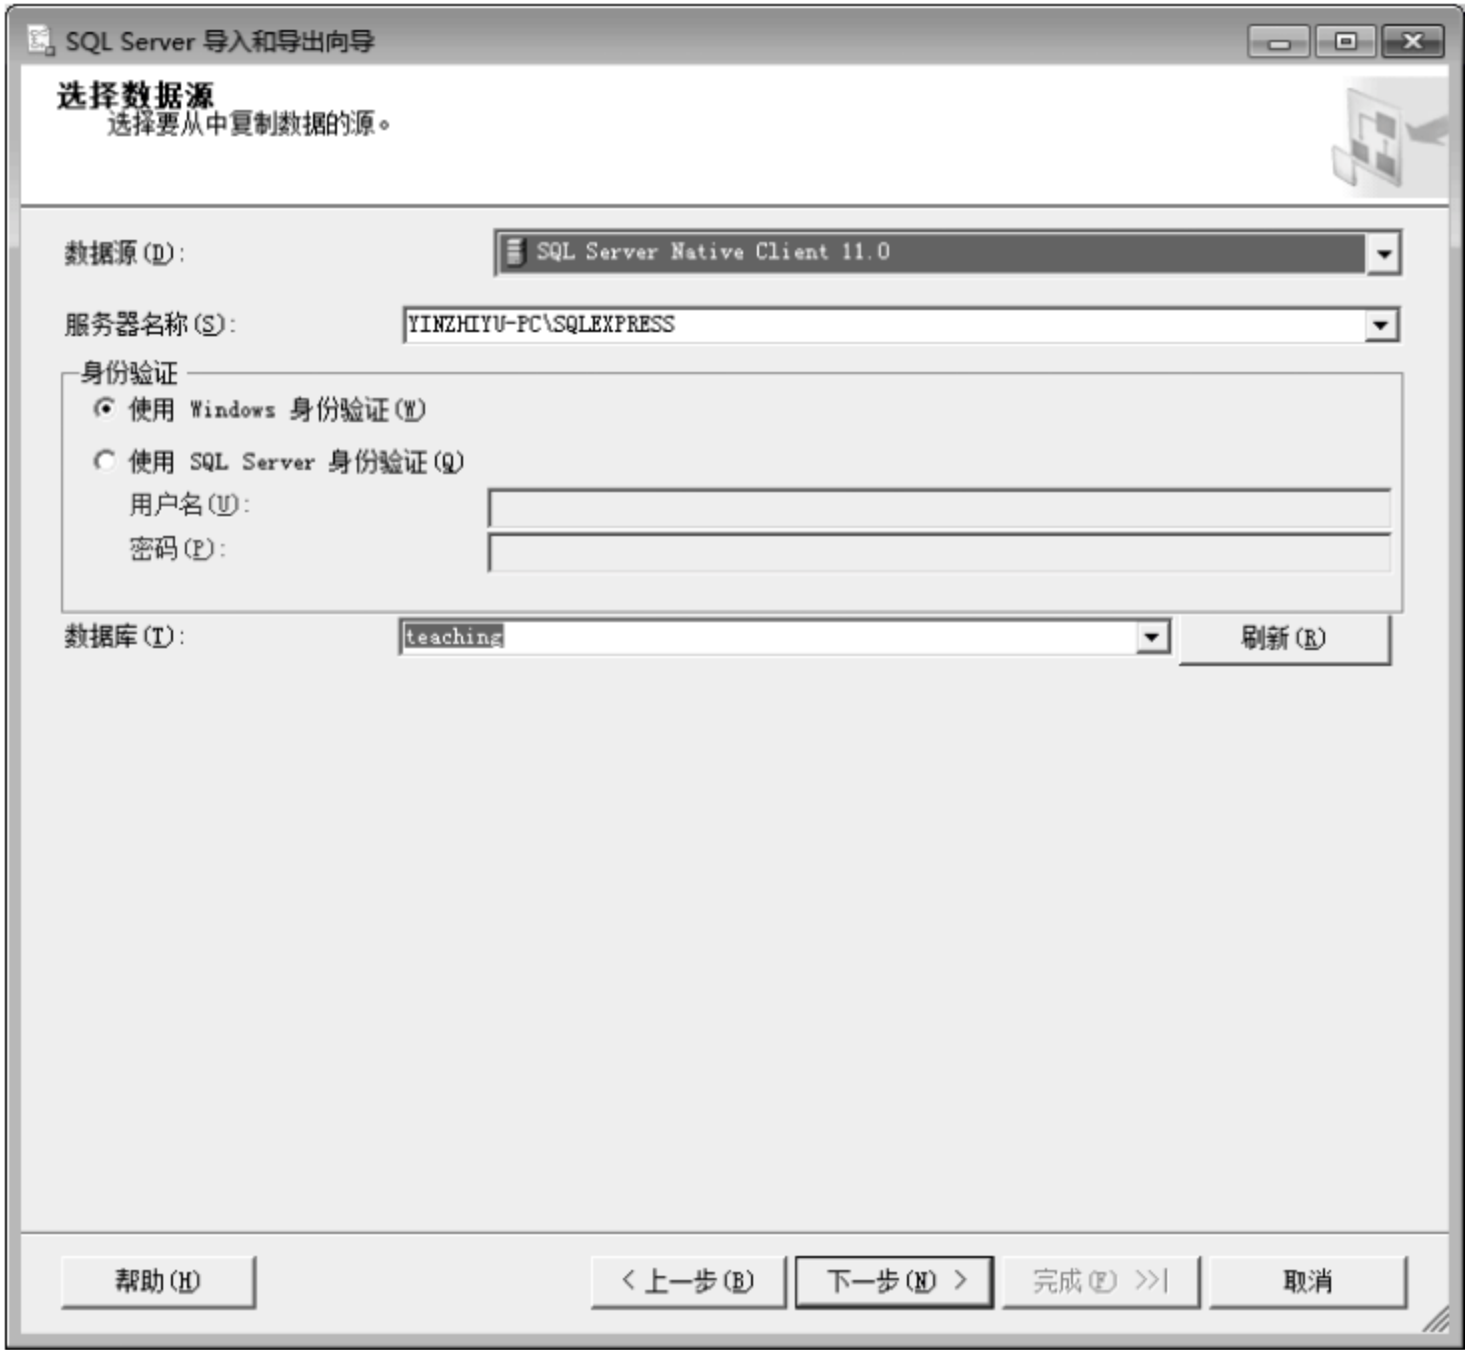 SQL Server 导入和导出向导
选择数据源
选择要从中复制数据的源。
数据源(D): SQL Server Native Client 11.0
服务器名称(S): YINZHIYU-PC\SQLEXPRESS
身份验证
使用 Windows 身份验证(W)
使用 SQL Server 身份验证(Q)
用户名(U):
密码(P):
数据库(T): teaching 刷新(R)
帮助(H) < 上一步(B) 下一步(N) > 完成(F) >>| 取消